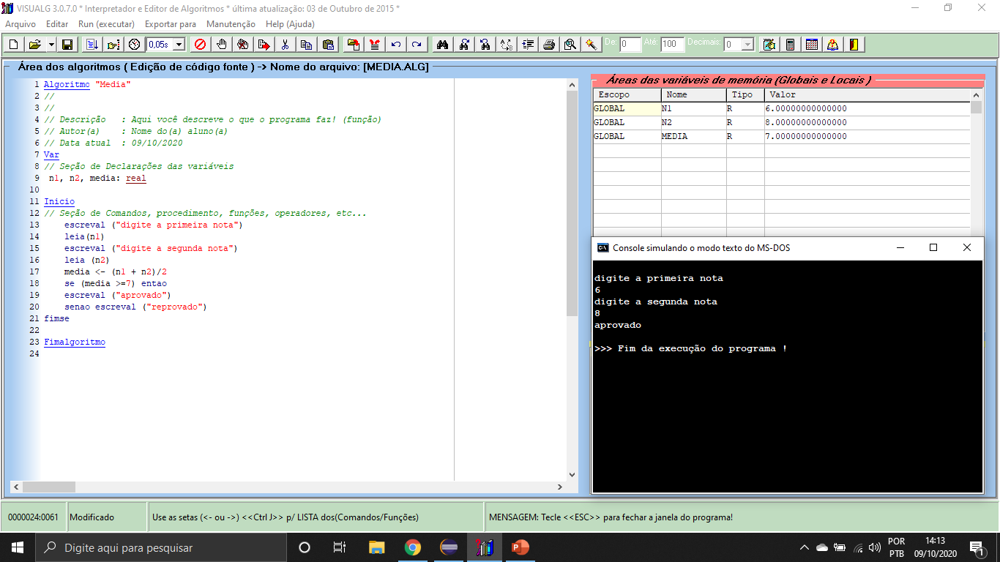 VISUALG 3.0.7.0 * Interpretador e Editor de Algoritmos * última atualização: 03 de Outubro de 2015 *
Arquivo Editar Run (executar) Exportar para Manutenção Help (Ajuda)
0,05s De: 0 Até: 100 Decimais: 0
Área dos algoritmos ( Edição de código fonte ) -> Nome do arquivo: [MEDIA.ALG]
1 Algoritmo "Media"
2 //
3 //
4 // Descrição : Aqui você descreve o que o programa faz! (função)
5 // Autor(a) : Nome do(a) aluno(a)
6 // Data atual : 09/10/2020
7 Var
8 // Seção de Declarações das variáveis
9 n1, n2, media: real
10
11 Inicio
12 // Seção de Comandos, procedimento, funções, operadores, etc...
13 escreval ("digite a primeira nota")
14 leia(n1)
15 escreval ("digite a segunda nota")
16 leia (n2)
17 media <- (n1 + n2)/2
18 se (media >=7) entao
19 escreval ("aprovado")
20 senao escreval ("reprovado")
21 fimse
22
23 Fimalgoritmo
24
Áreas das variáveis de memória (Globais e Locais )
Escopo Nome Tipo Valor
GLOBAL N1 R 6.00000000000000
GLOBAL N2 R 8.00000000000000
GLOBAL MEDIA R 7.00000000000000
Console simulando o modo texto do MS-DOS
digite a primeira nota
6
digite a segunda nota
8
aprovado
>>> Fim da execução do programa !
0000024:0061 Modificado Use as setas (<- ou ->) <<Ctrl J>> p/ LISTA dos(Comandos/Funções) MENSAGEM: Tecle <<ESC>> para fechar a janela do programa!
Digite aqui para pesquisar
POR
PTB
14:13
09/10/2020
1